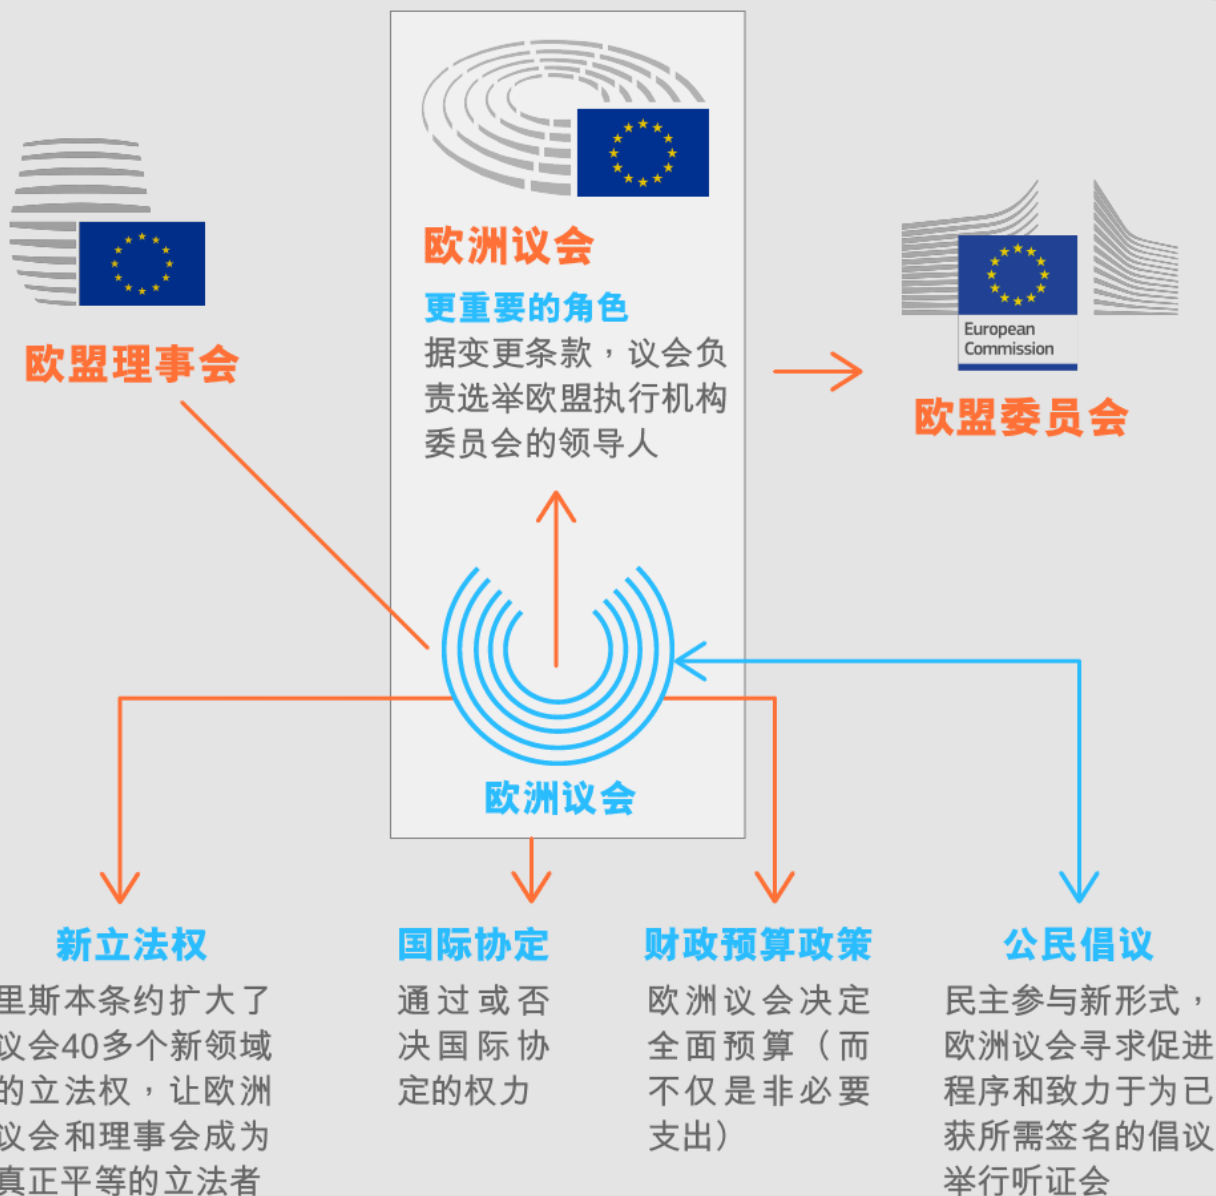 欧洲议会
更重要的角色
据变更条款，议会负
责选举欧盟执行机构
委员会的领导人
欧盟理事会
European
Commission
欧盟委员会
欧洲议会
新立法权
里斯本条约扩大了
议会40多个新领域
的立法权，让欧洲
议会和理事会成为
真正平等的立法者
国际协定
通过或否
决国际协
定的权力
财政预算政策
欧洲议会决定
全面预算（而
不仅是非必要
支出）
公民倡议
民主参与新形式，
欧洲议会寻求促进
程序和致力于为已
获所需签名的倡议
举行听证会